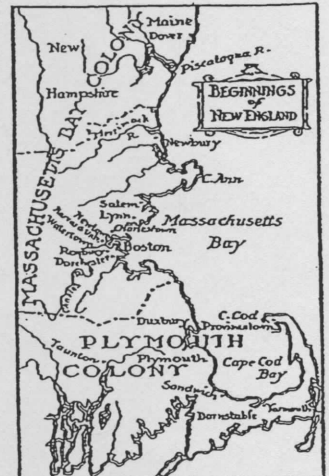 Maine
Dover
New
Hampshire
COLONY
Piscataqua R.
BEGINNINGS
of
NEW ENGLAND
Merrimack
R.
Newbury
MASSACHUSETTS BAY
C. Ann
Salem
Lynn
Charlestown
Massachusetts
Bay
Watertown
Boston
Roxbury
Dorchester
Duxbury
C. Cod
Provincetown
PLYMOUTH
COLONY
Taunton
Plymouth
Cape Cod
Bay
Sandwich
Barnstable
Yarmouth